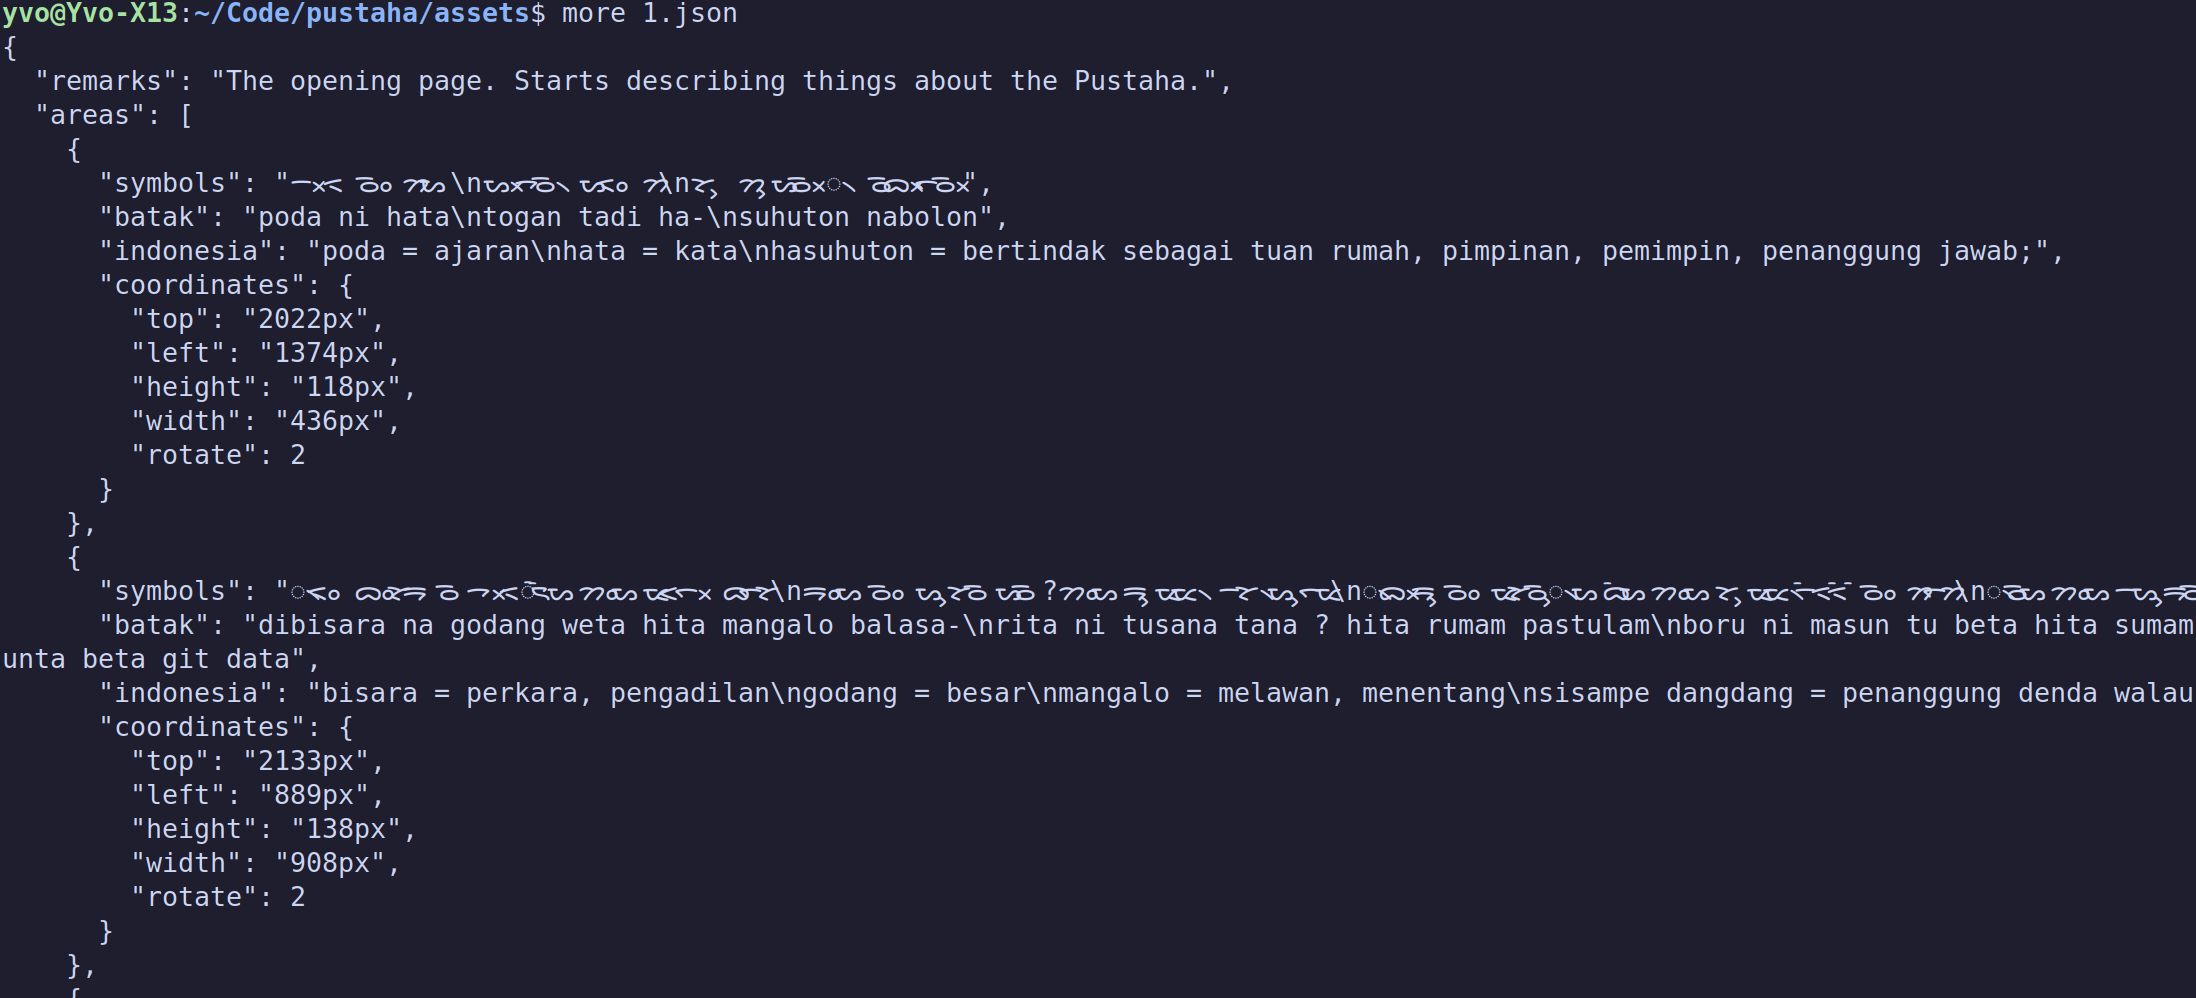 yvo@Yvo-X13:~/Code/pustaha/assets$ more 1.json
{
  "remarks": "The opening page. Starts describing things about the Pustaha.",
  "areas": [
    {
      "symbols": "
      "batak": "poda ni hata\ntogan tadi ha-\nsuhuton nabolon",
      "indonesia": "poda = ajaran\nhata = kata\nhasuhuton = bertindak sebagai tuan rumah, pimpinan, pemimpin, penanggung jawab;",
      "coordinates": {
        "top": "2022px",
        "left": "1374px",
        "height": "118px",
        "width": "436px",
        "rotate": 2
      }
    },
    {
      "symbols": "
      "batak": "dibisara na godang weta hita mangalo balasa-\nrita ni tusana tana ? hita rumam pastulam\nboru ni masun tu beta hita sumam
unta beta git data",
      "indonesia": "bisara = perkara, pengadilan\ngodang = besar\nmangalo = melawan, menentang\nsisampe dangdang = penanggung denda walau
      "coordinates": {
        "top": "2133px",
        "left": "889px",
        "height": "138px",
        "width": "908px",
        "rotate": 2
      }
    },
    {